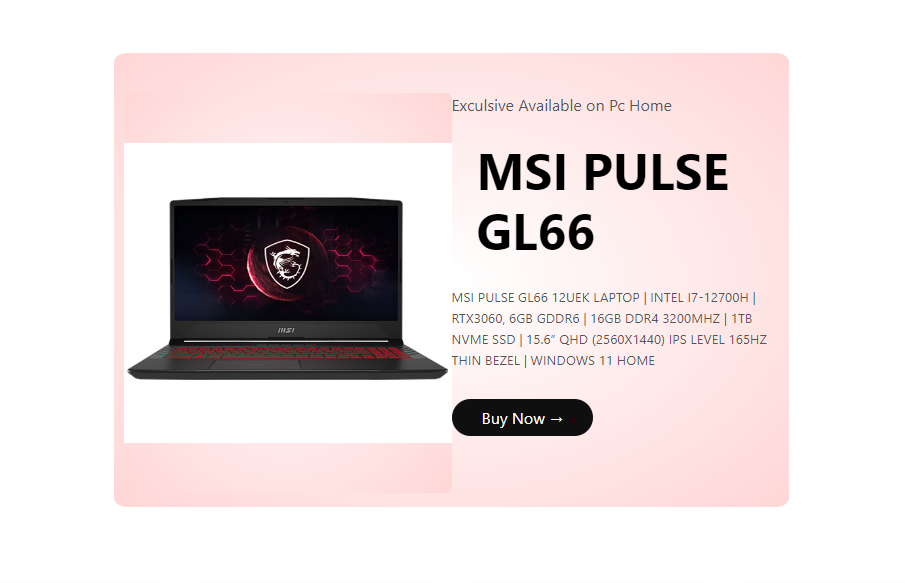 Exculsive Available on Pc Home
MSI PULSE
GL66
MSI PULSE GL66 12UEK LAPTOP | INTEL I7-12700H |
RTX3060, 6GB GDDR6 | 16GB DDR4 3200MHZ | 1TB
NVME SSD | 15.6“ QHD (2560X1440) IPS LEVEL 165HZ
THIN BEZEL | WINDOWS 11 HOME
Buy Now →
msi